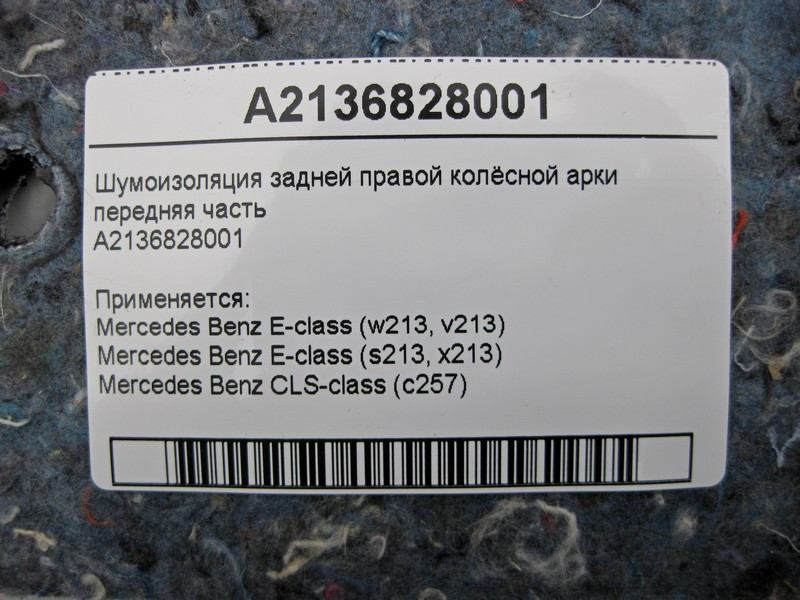 A2136828001
Шумоизоляция задней правой колёсной арки
передняя часть
A2136828001
Применяется:
Mercedes Benz E-class (w213, v213)
Mercedes Benz E-class (s213, x213)
Mercedes Benz CLS-class (c257)